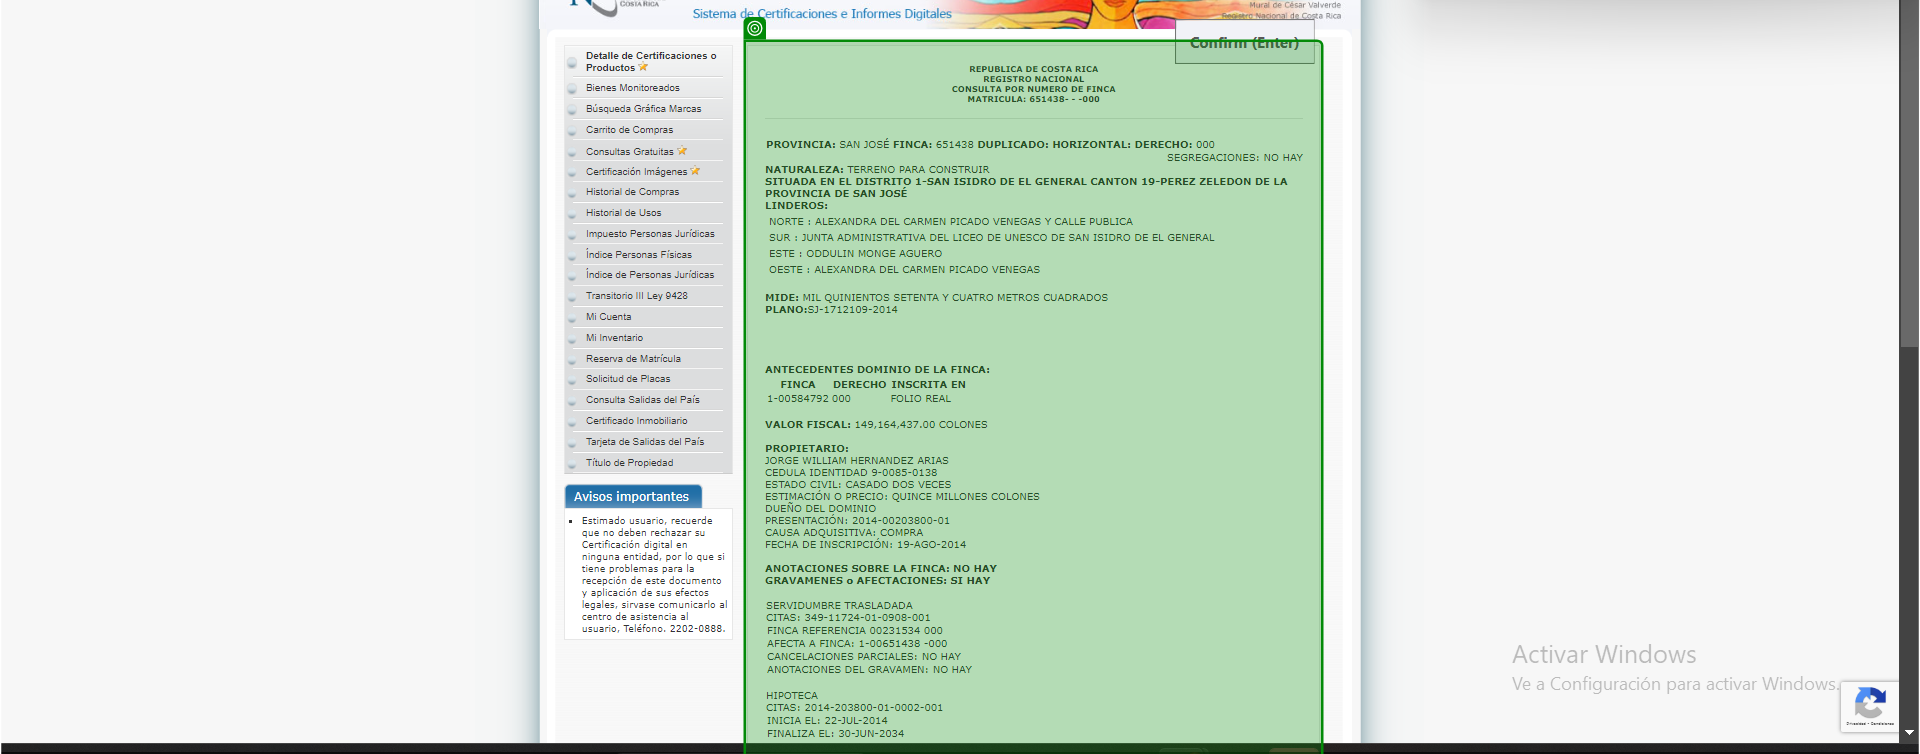 COSTA RICA
Sistema de Certificaciones e Informes Digitales
Mural de César Valverde
Registro Nacional de Costa Rica
Confirm (Enter)
Detalle de Certificaciones o
Productos
Bienes Monitoreados
Búsqueda Gráfica Marcas
Carrito de Compras
Consultas Gratuitas
Certificación Imágenes
Historial de Compras
Historial de Usos
Impuesto Personas Jurídicas
Índice Personas Físicas
Índice de Personas Jurídicas
Transitorio III Ley 9428
Mi Cuenta
Mi Inventario
Reserva de Matrícula
Solicitud de Placas
Consulta Salidas del País
Certificado Inmobiliario
Tarjeta de Salidas del País
Título de Propiedad
Avisos importantes
Estimado usuario, recuerde
que no deben rechazar su
Certificación digital en
ninguna entidad, por lo que si
tiene problemas para la
recepción de este documento
y aplicación de sus efectos
legales, sirvase comunicarlo al
centro de asistencia al
usuario, Teléfono. 2202-0888.
REPUBLICA DE COSTA RICA
REGISTRO NACIONAL
CONSULTA POR NUMERO DE FINCA
MATRICULA: 651438- - -000
PROVINCIA: SAN JOSÉ FINCA: 651438 DUPLICADO: HORIZONTAL: DERECHO: 000
SEGREGACIONES: NO HAY
NATURALEZA: TERRENO PARA CONSTRUIR
SITUADA EN EL DISTRITO 1-SAN ISIDRO DE EL GENERAL CANTON 19-PEREZ ZELEDON DE LA
PROVINCIA DE SAN JOSÉ
LINDEROS:
NORTE : ALEXANDRA DEL CARMEN PICADO VENEGAS Y CALLE PUBLICA
SUR : JUNTA ADMINISTRATIVA DEL LICEO DE UNESCO DE SAN ISIDRO DE EL GENERAL
ESTE : ODDULIN MONGE AGUERO
OESTE : ALEXANDRA DEL CARMEN PICADO VENEGAS
MIDE: MIL QUINIENTOS SETENTA Y CUATRO METROS CUADRADOS
PLANO:SJ-1712109-2014
ANTECEDENTES DOMINIO DE LA FINCA:
FINCA DERECHO INSCRITA EN
1-00584792 000 FOLIO REAL
VALOR FISCAL: 149,164,437.00 COLONES
PROPIETARIO:
JORGE WILLIAM HERNANDEZ ARIAS
CEDULA IDENTIDAD 9-0085-0138
ESTADO CIVIL: CASADO DOS VECES
ESTIMACIÓN O PRECIO: QUINCE MILLONES COLONES
DUEÑO DEL DOMINIO
PRESENTACIÓN: 2014-00203800-01
CAUSA ADQUISITIVA: COMPRA
FECHA DE INSCRIPCIÓN: 19-AGO-2014
ANOTACIONES SOBRE LA FINCA: NO HAY
GRAVAMENES o AFECTACIONES: SI HAY
SERVIDUMBRE TRASLADADA
CITAS: 349-11724-01-0908-001
FINCA REFERENCIA 00231534 000
AFECTA A FINCA: 1-00651438 -000
CANCELACIONES PARCIALES: NO HAY
ANOTACIONES DEL GRAVAMEN: NO HAY
HIPOTECA
CITAS: 2014-203800-01-0002-001
INICIA EL: 22-JUL-2014
FINALIZA EL: 30-JUN-2034
Activar Windows
Ve a Configuración para activar Windows.
Privacidad - Condiciones